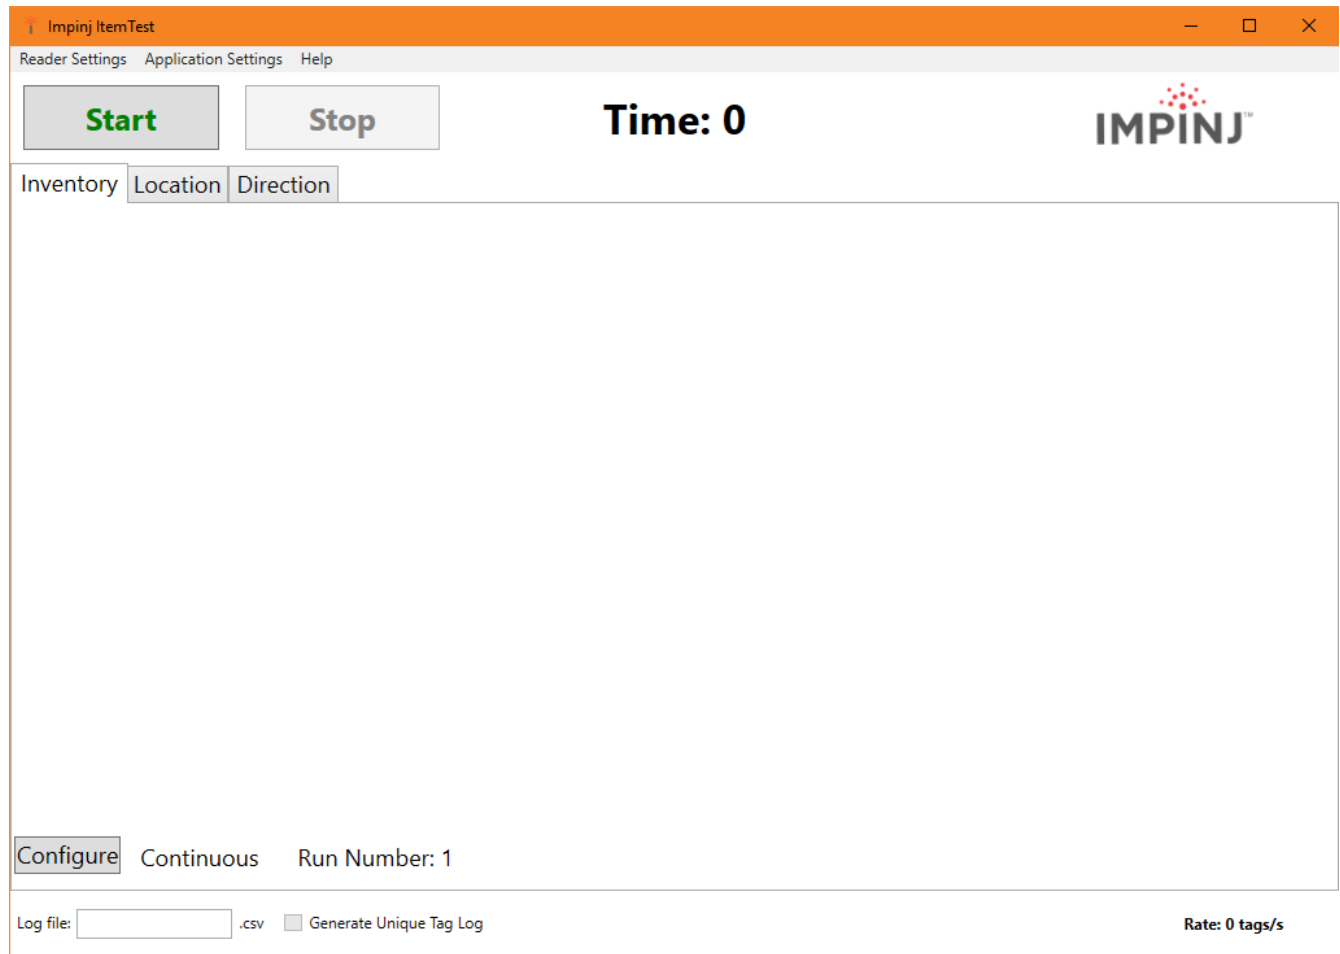 Impinj ItemTest
Reader Settings Application Settings Help
Start Stop Time: 0 IMPINJ™
Inventory Location Direction
Configure Continuous Run Number: 1
Log file: .csv Generate Unique Tag Log Rate: 0 tags/s